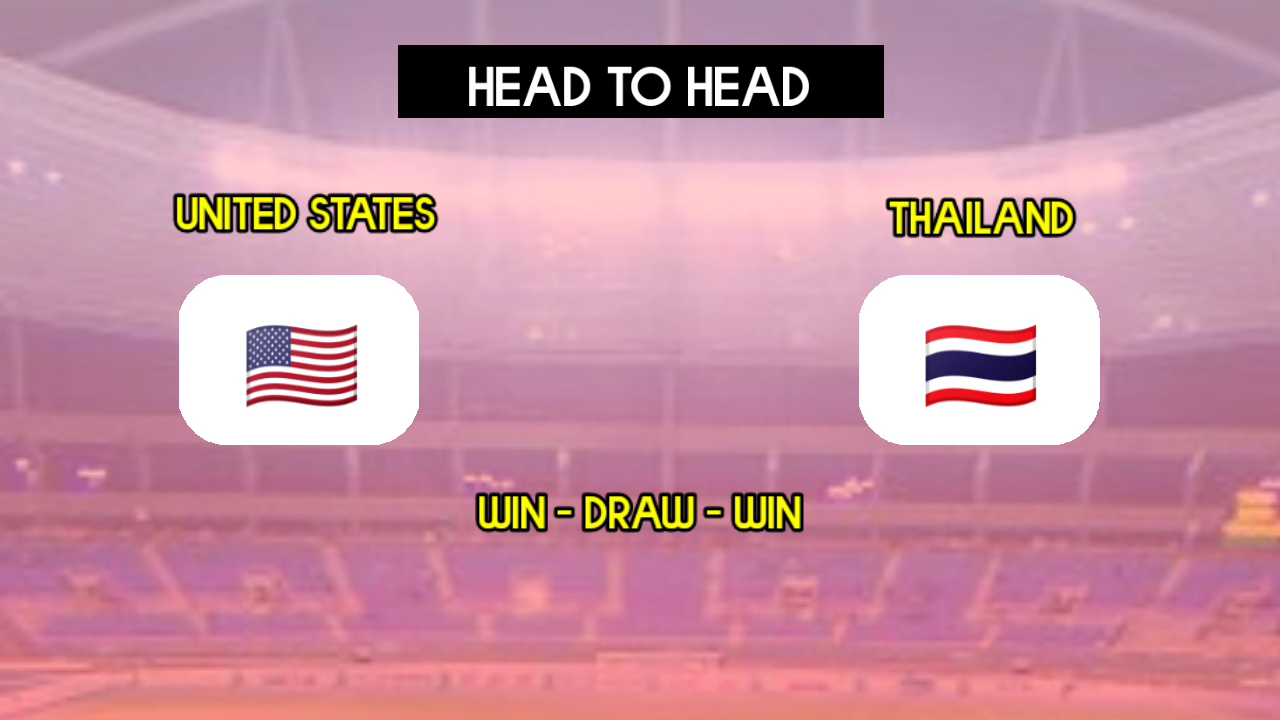 HEAD TO HEAD
UNITED STATES
THAILAND
WIN - DRAW - WIN